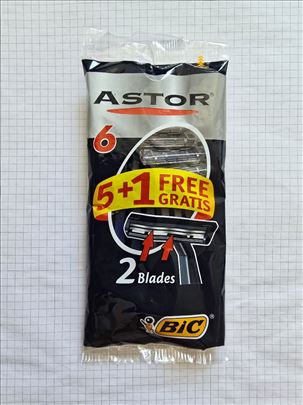 ASTOR®
6
5+1 FREE
GRATIS
2 Blades
BiC®